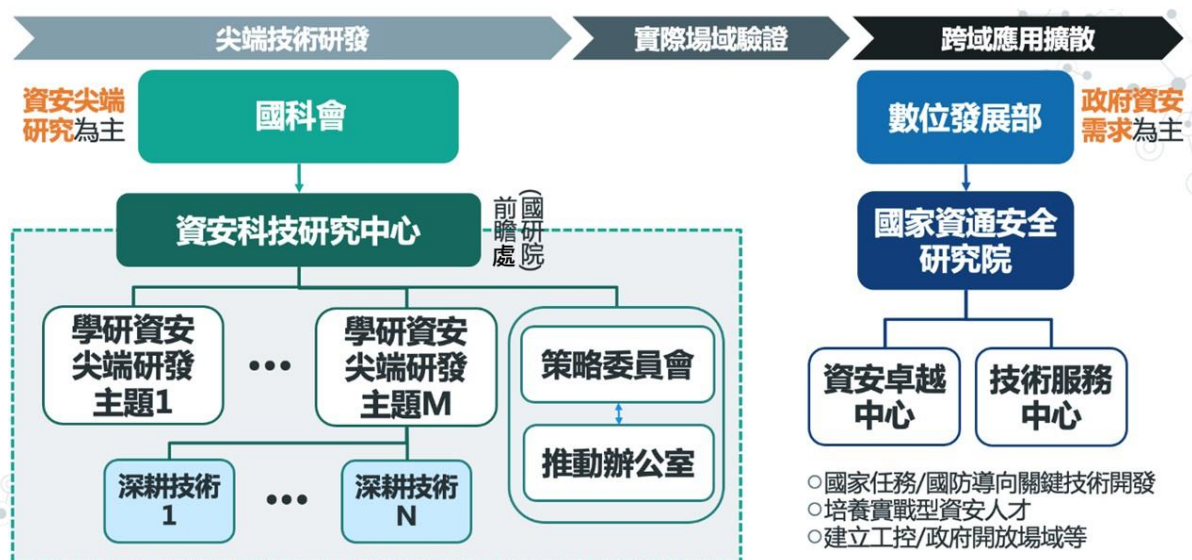 尖端技術研發
實際場域驗證
跨域應用擴散
資安尖端
研究為主
國科會
數位發展部
政府資安
需求為主
資安科技研究中心
(國研院)
前瞻處
國家資通安全
研究院
學研資安
尖端研發
主題1
•••
學研資安
尖端研發
主題M
策略委員會
推動辦公室
資安卓越
中心
技術服務
中心
深耕技術
1
•••
深耕技術
N
○國家任務/國防導向關鍵技術開發
○培養實戰型資安人才
○建立工控/政府開放場域等